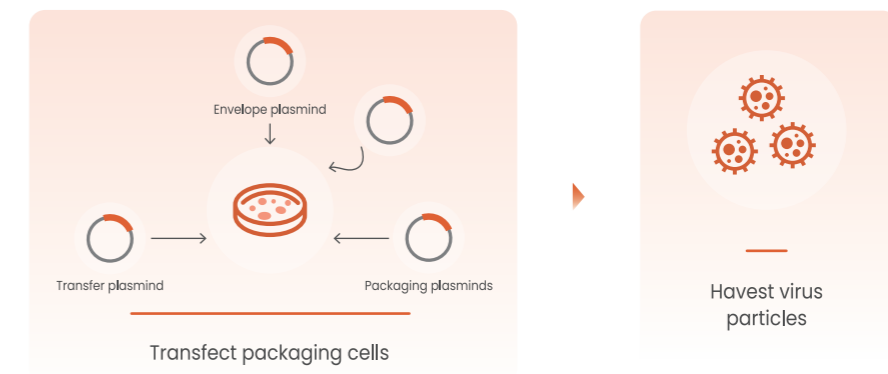 Envelope plasmind
Transfer plasmind
Packaging plasminds
Transfect packaging cells
Havest virus
particles